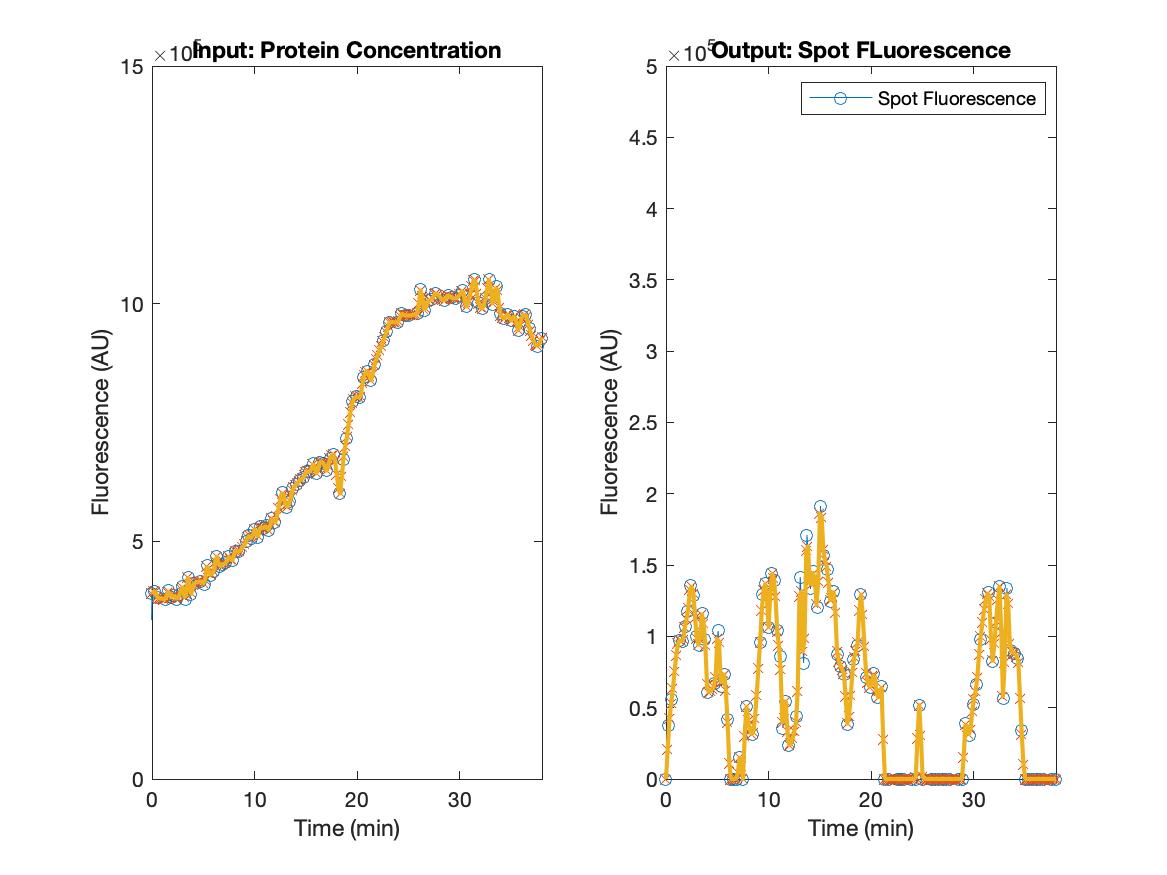 ×10⁵
Input: Protein Concentration
15
10
5
0
Fluorescence (AU)
0 10 20 30
Time (min)
×10⁵
Output: Spot FLuorescence
Spot Fluorescence
5
4.5
4
3.5
3
2.5
2
1.5
1
0.5
0
Fluorescence (AU)
0 10 20 30
Time (min)